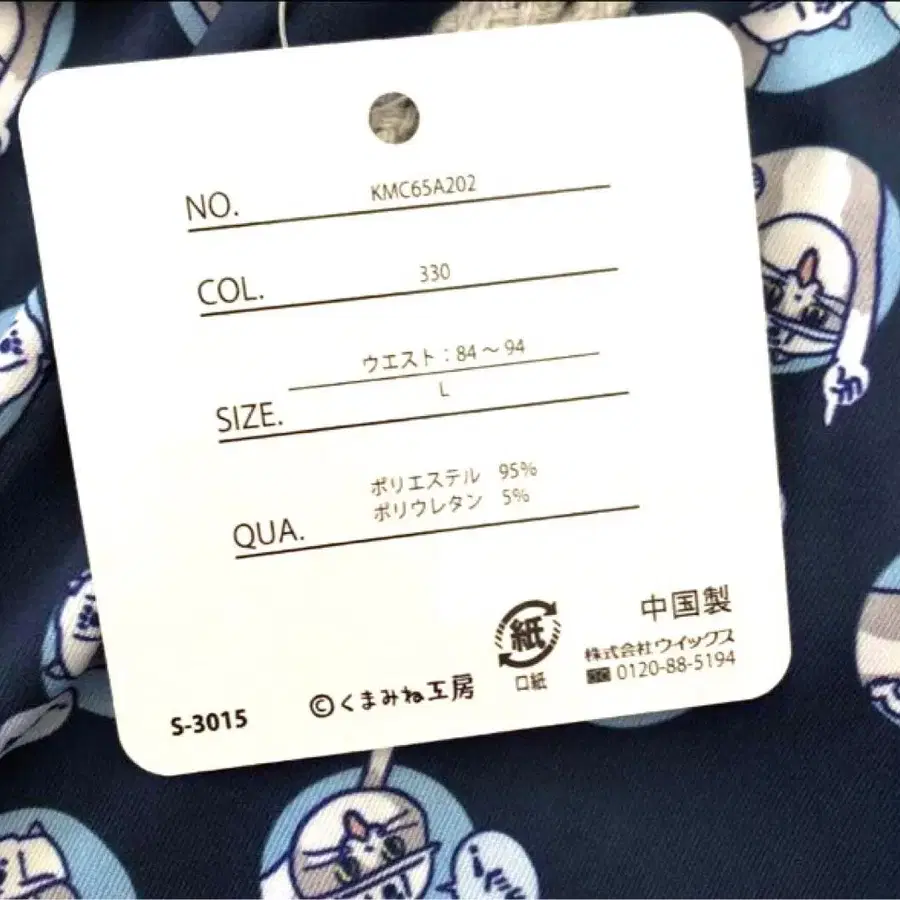 NO. KMC65A202
COL. 330
ウエスト：84～94
SIZE. L
ポリエステル 95%
ポリウレタン 5%
QUA.
中国製
紙
株式会社ウイックス
口紙
0120-88-5194
©くまみね工房
S-3015